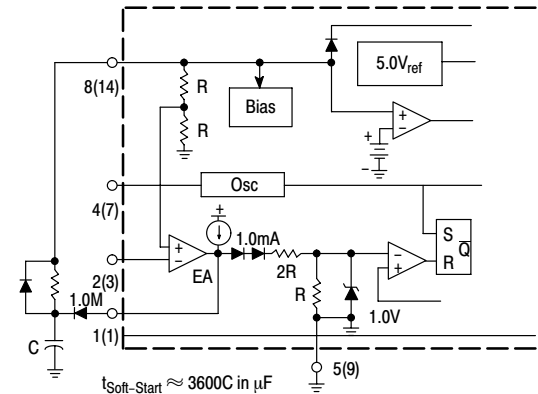 8(14)
R
R
Bias
5.0Vref
+
−
+
−
Osc
4(7)
+
1.0mA
+
−
EA
2(3)
2R
R
−
+
1.0V
S
Q̅
R
1.0M
1(1)
C
5(9)
tSoft−Start ≈ 3600C in μF